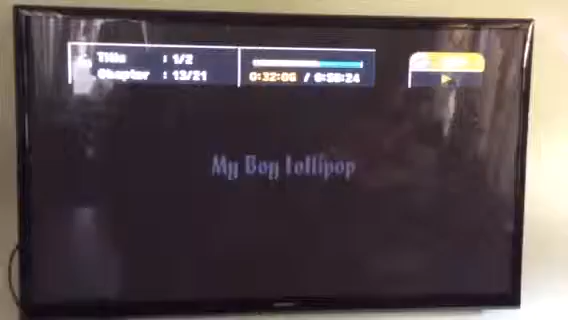 Title : 1/2
Chapter : 13/21
0:32:06 / 0:58:24
My Boy Lollipop